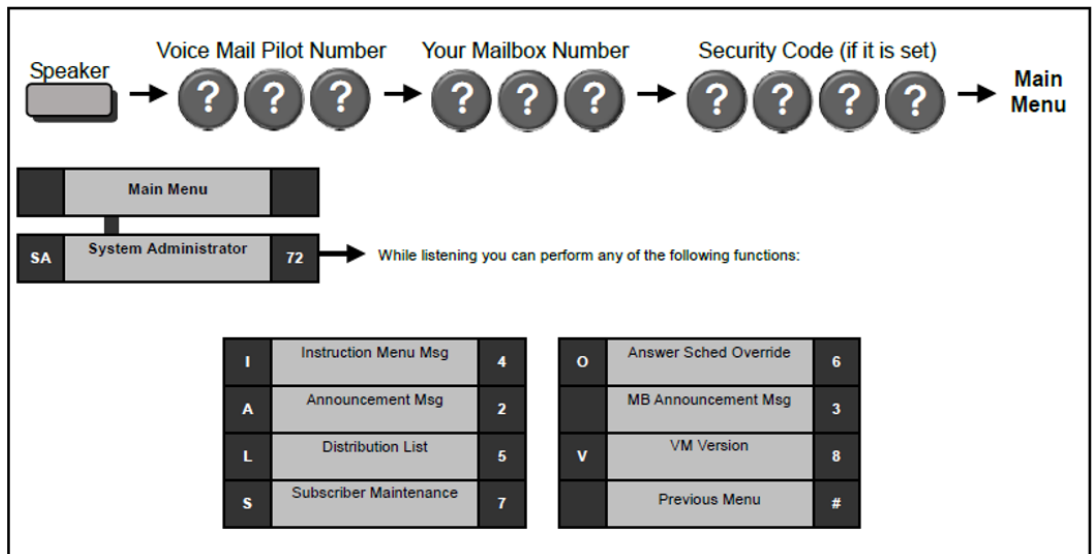 Voice Mail Pilot Number Your Mailbox Number Security Code (if it is set)
Speaker
? ? ? ? ? ? ? ? ? ? Main
Menu
Main Menu
SA System Administrator 72 While listening you can perform any of the following functions:
I Instruction Menu Msg 4 O Answer Sched Override 6
A Announcement Msg 2 MB Announcement Msg 3
L Distribution List 5 V VM Version 8
S Subscriber Maintenance 7 Previous Menu #